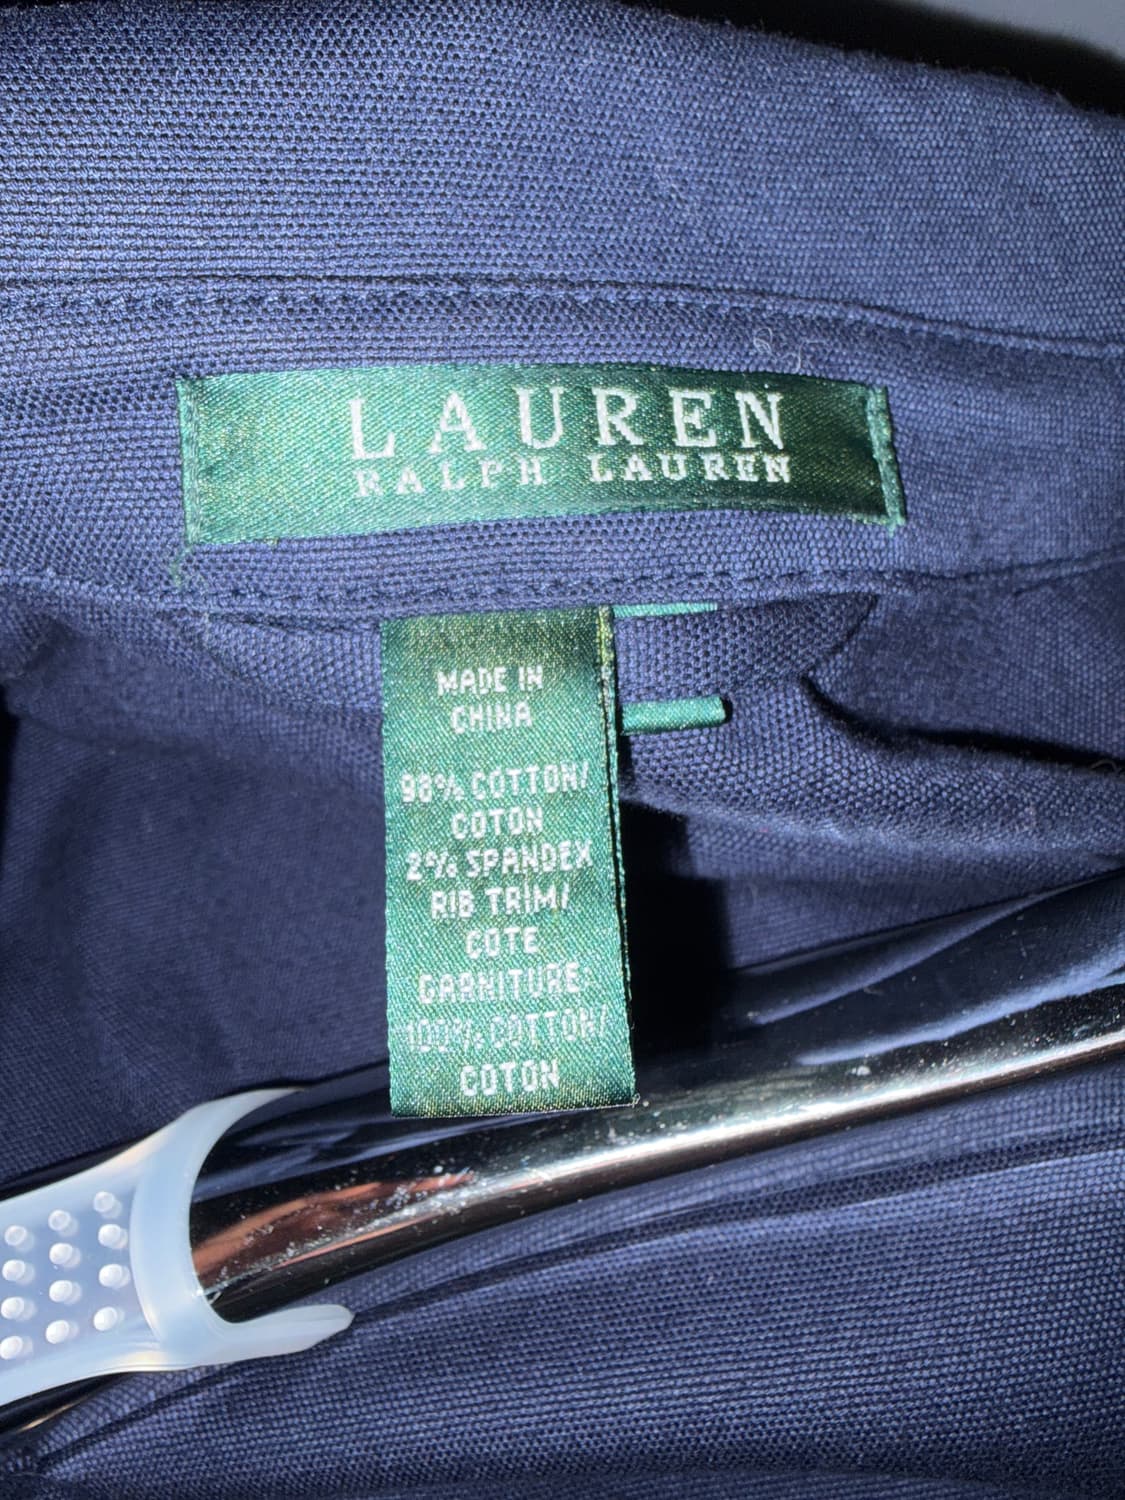 LAUREN
RALPH LAUREN
MADE IN
CHINA
98% COTTON/
COTON
2% SPANDEX
RIB TRIM/
COTE
GARNITURE:
100% COTTON/
COTON